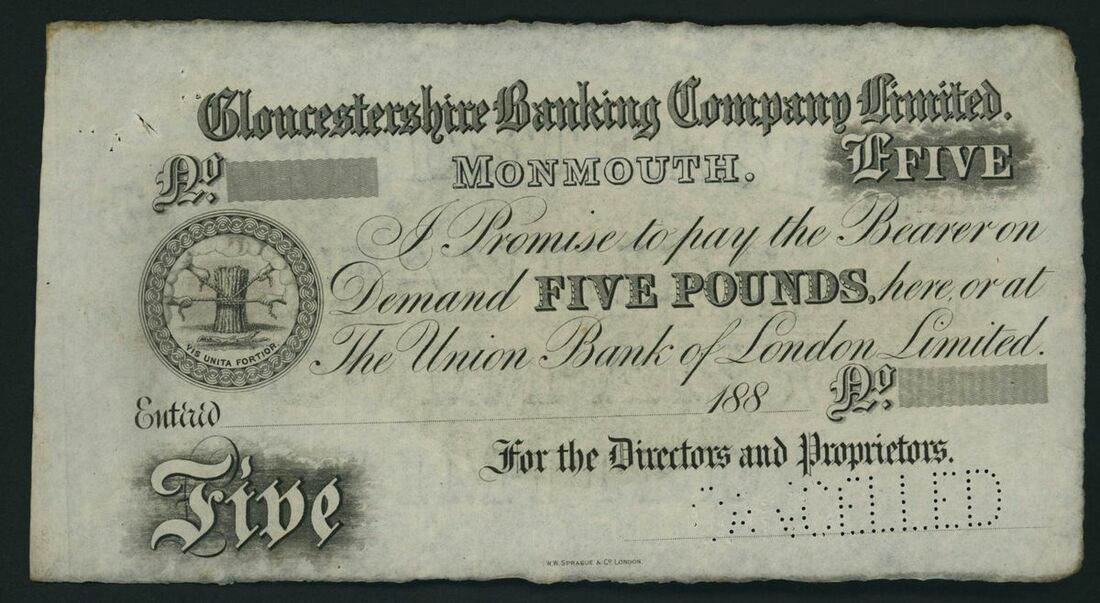 Gloucestershire Banking Company Limited.
MONMOUTH.
£FIVE
No.
I Promise to pay the Bearer on
Demand FIVE POUNDS, here, or at
The Union Bank of London Limited.
VIS UNITA FORTIOR.
188
No.
Entered
For the Directors and Proprietors.
Five
CANCELLED
W.W. SPRAGUE & Co. LONDON.